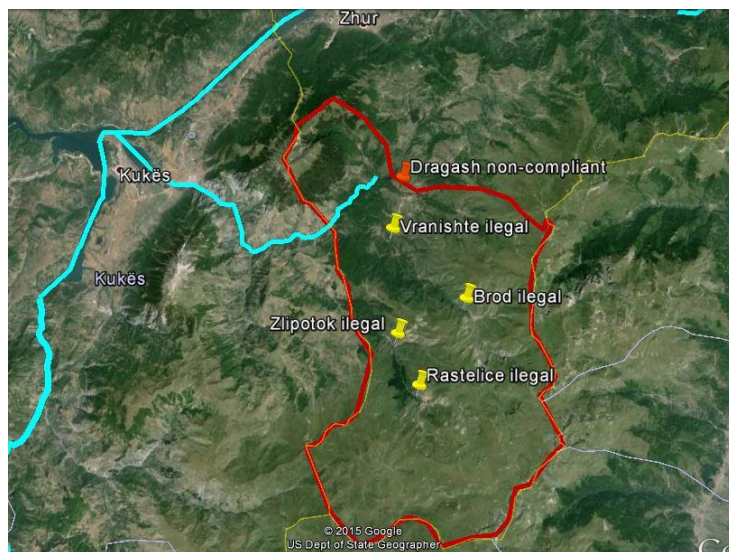 Zhur
Dragash non-compliant
Kukës
Vranishte ilegal
Kukës
Brod ilegal
Zlipotok ilegal
Rastelice ilegal
© 2015 Google
US Dept of State Geographer